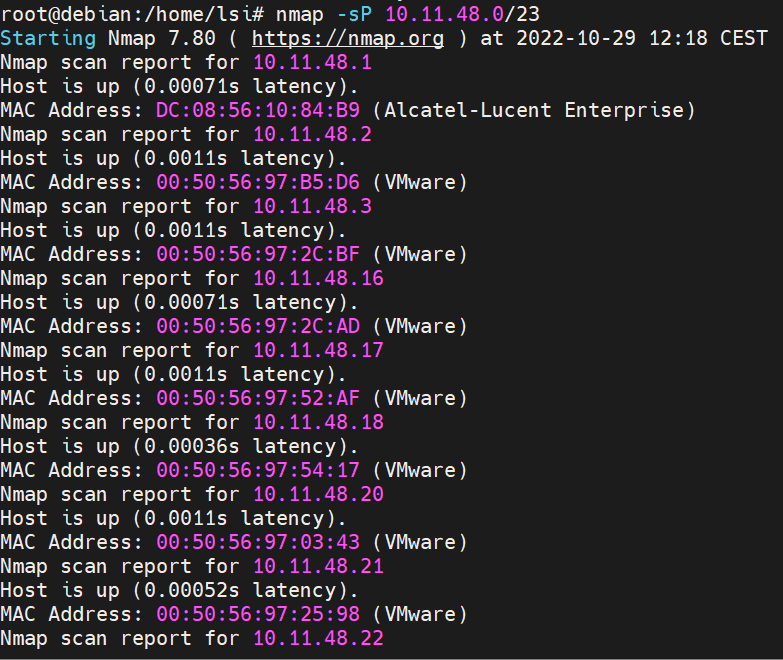 root@debian:/home/lsi# nmap -sP 10.11.48.0/23
Starting Nmap 7.80 ( https://nmap.org ) at 2022-10-29 12:18 CEST
Nmap scan report for 10.11.48.1
Host is up (0.00071s latency).
MAC Address: DC:08:56:10:84:B9 (Alcatel-Lucent Enterprise)
Nmap scan report for 10.11.48.2
Host is up (0.0011s latency).
MAC Address: 00:50:56:97:B5:D6 (VMware)
Nmap scan report for 10.11.48.3
Host is up (0.0011s latency).
MAC Address: 00:50:56:97:2C:BF (VMware)
Nmap scan report for 10.11.48.16
Host is up (0.00071s latency).
MAC Address: 00:50:56:97:2C:AD (VMware)
Nmap scan report for 10.11.48.17
Host is up (0.0011s latency).
MAC Address: 00:50:56:97:52:AF (VMware)
Nmap scan report for 10.11.48.18
Host is up (0.00036s latency).
MAC Address: 00:50:56:97:54:17 (VMware)
Nmap scan report for 10.11.48.20
Host is up (0.0011s latency).
MAC Address: 00:50:56:97:03:43 (VMware)
Nmap scan report for 10.11.48.21
Host is up (0.00052s latency).
MAC Address: 00:50:56:97:25:98 (VMware)
Nmap scan report for 10.11.48.22